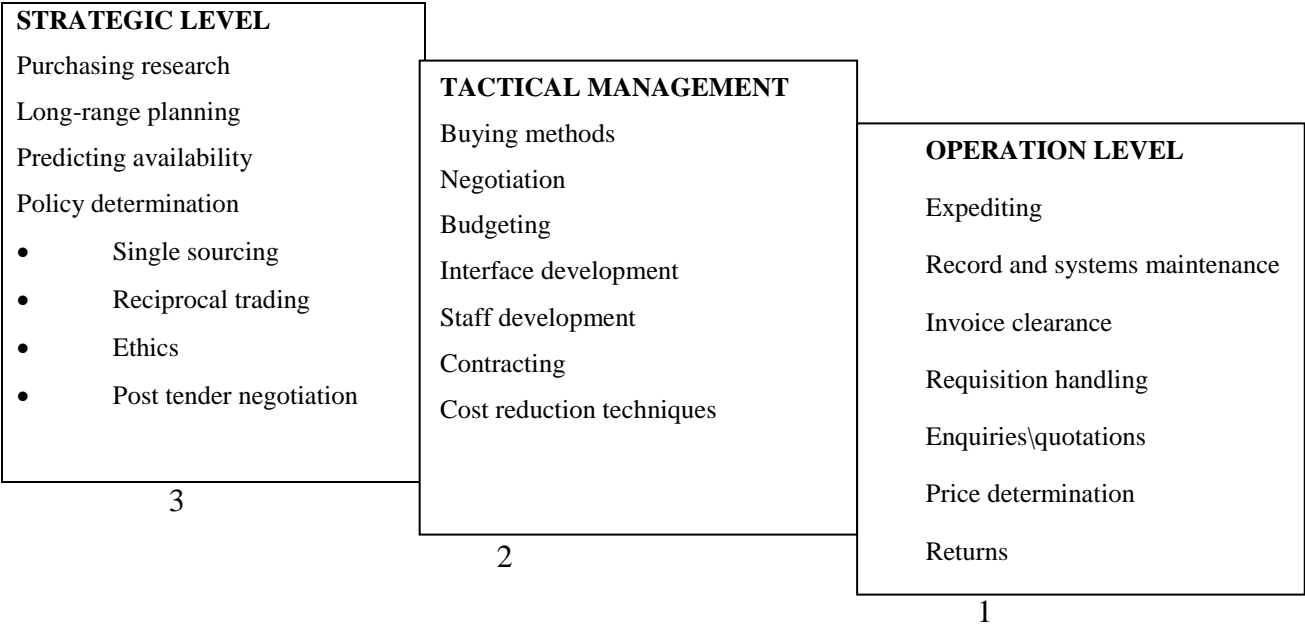 STRATEGIC LEVEL
Purchasing research
Long-range planning
Predicting availability
Policy determination
• Single sourcing
• Reciprocal trading
• Ethics
• Post tender negotiation
3
TACTICAL MANAGEMENT
Buying methods
Negotiation
Budgeting
Interface development
Staff development
Contracting
Cost reduction techniques
2
OPERATION LEVEL
Expediting
Record and systems maintenance
Invoice clearance
Requisition handling
Enquiries\quotations
Price determination
Returns
1